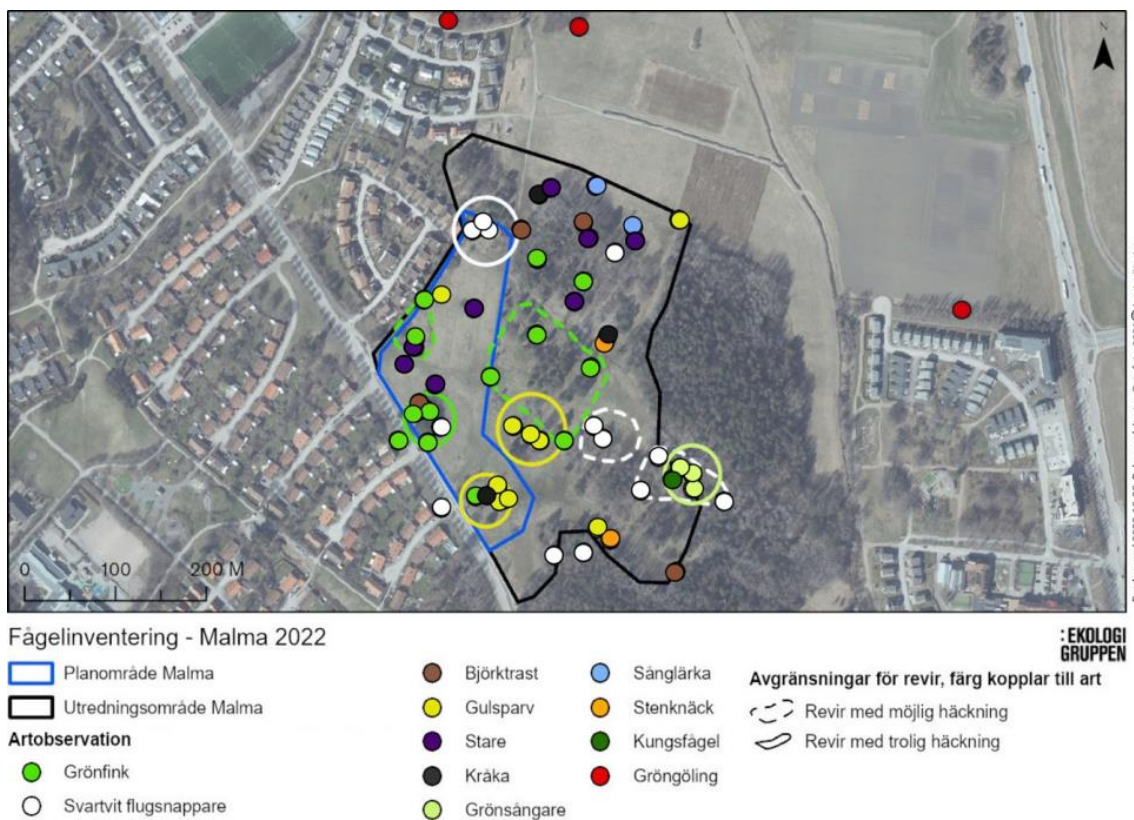 z
0
100
200 M
Fågelinventering - Malma 2022
:EKOLOGI
GRUPPEN
Planområde Malma
Utredningsområde Malma
Artobservation
Grönfink
Svartvit flugsnappare
Björktrast
Gulsparv
Stare
Kråka
Grönsångare
Sånglärka
Stenknäck
Kungsfågel
Gröngöling
Avgränsningar för revir, färg kopplar till art
Revir med möjlig häckning
Revir med trolig häckning